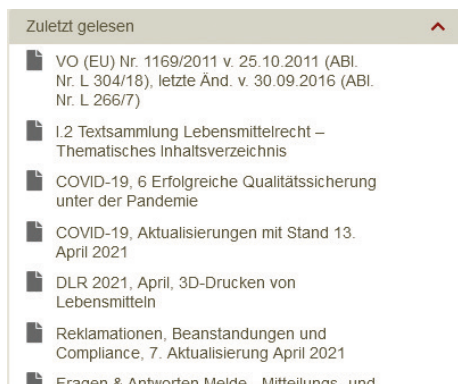 Zuletzt gelesen
VO (EU) Nr. 1169/2011 v. 25.10.2011 (ABl.
Nr. L 304/18), letzte Änd. v. 30.09.2016 (ABl.
Nr. L 266/7)
I.2 Textsammlung Lebensmittelrecht –
Thematisches Inhaltsverzeichnis
COVID-19, 6 Erfolgreiche Qualitätssicherung
unter der Pandemie
COVID-19, Aktualisierungen mit Stand 13.
April 2021
DLR 2021, April, 3D-Drucken von
Lebensmitteln
Reklamationen, Beanstandungen und
Compliance, 7. Aktualisierung April 2021
Fragen & Antworten Melde-, Mitteilungs- und